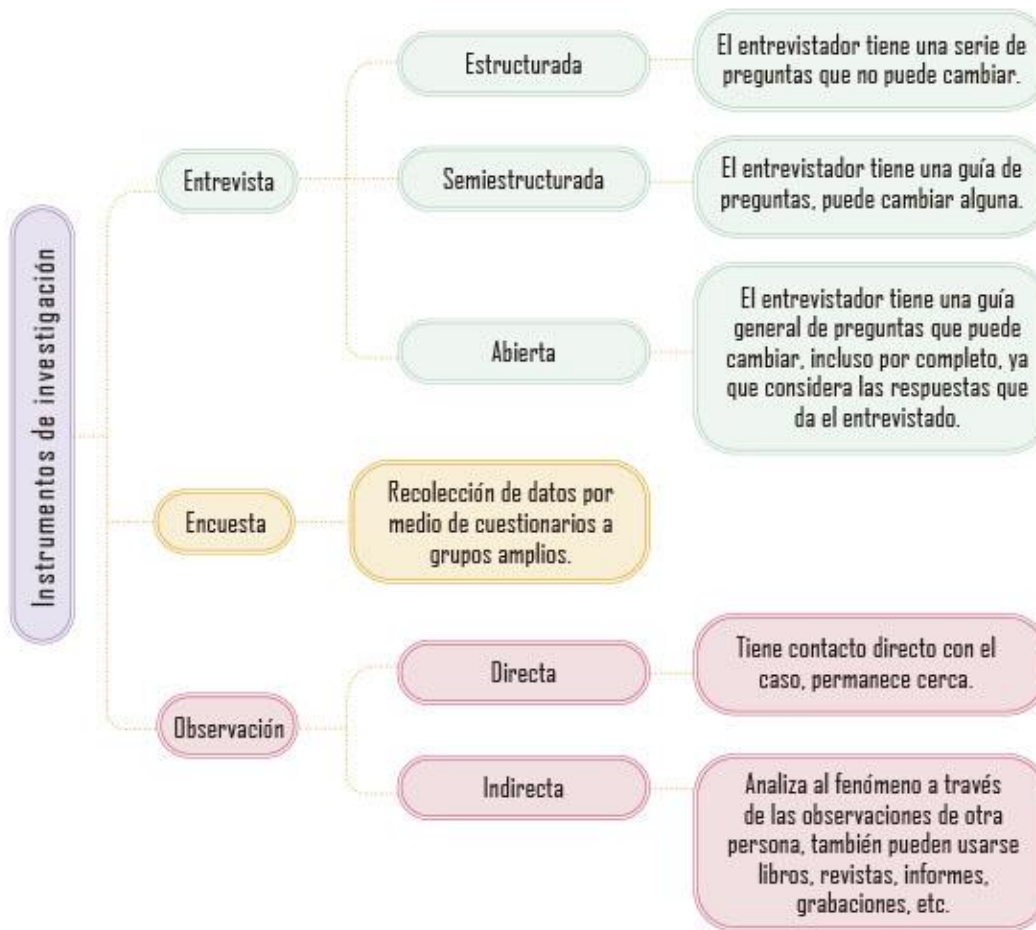 Instrumentos de investigación
Entrevista
Estructurada
El entrevistador tiene una serie de
preguntas que no puede cambiar.
Semiestructurada
El entrevistador tiene una guía de
preguntas, puede cambiar alguna.
Abierta
El entrevistador tiene una guía
general de preguntas que puede
cambiar, incluso por completo, ya
que considera las respuestas que
da el entrevistado.
Encuesta
Recolección de datos por
medio de cuestionarios a
grupos amplios.
Observación
Directa
Tiene contacto directo con el
caso, permanece cerca.
Indirecta
Analiza al fenómeno a través
de las observaciones de otra
persona, también pueden usarse
libros, revistas, informes,
grabaciones, etc.